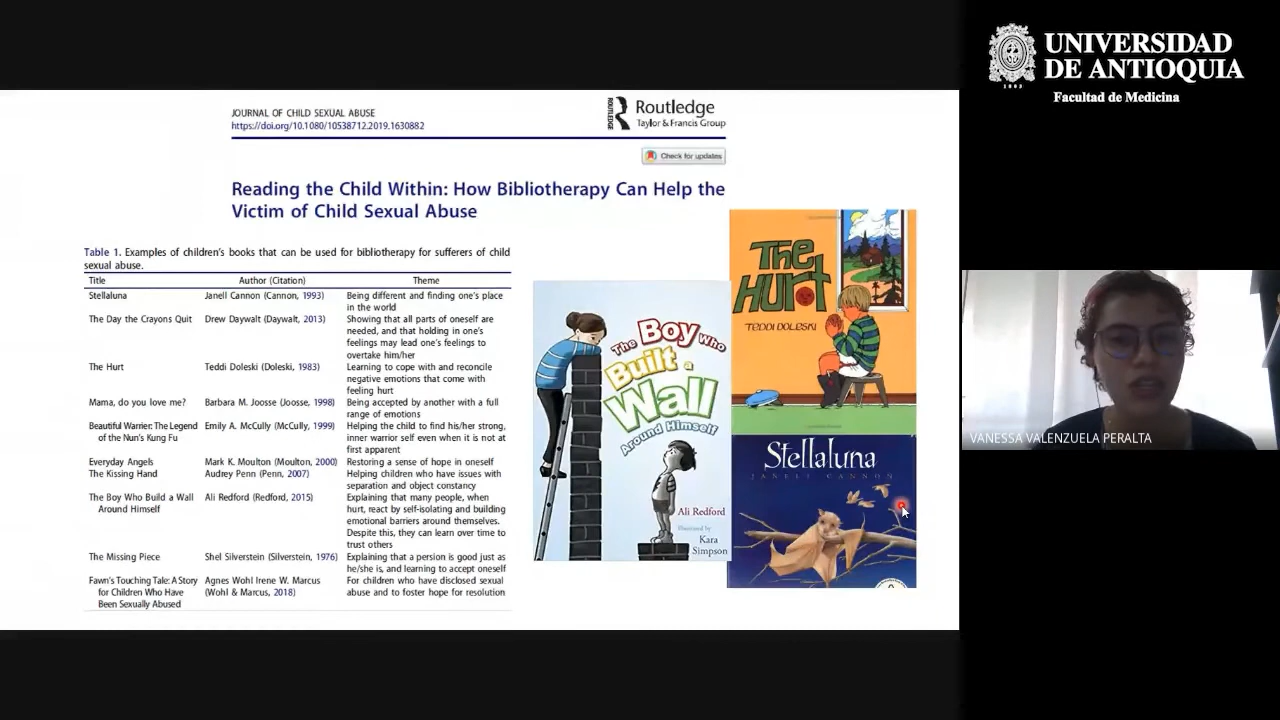 UNIVERSIDAD
DE ANTIOQUIA
1803
Facultad de Medicina
JOURNAL OF CHILD SEXUAL ABUSE
https://doi.org/10.1080/10538712.2019.1630882
ROUTLEDGE
Routledge
Taylor & Francis Group
Check for updates
Reading the Child Within: How Bibliotherapy Can Help the
Victim of Child Sexual Abuse
Table 1. Examples of children's books that can be used for bibliotherapy for sufferers of child
sexual abuse.
Title Author (Citation) Theme
Stellaluna Janell Cannon (Cannon, 1993) Being different and finding one's place
in the world
The Day the Crayons Quit Drew Daywalt (Daywalt, 2013) Showing that all parts of oneself are
needed, and that holding in one's
feelings may lead one's feelings to
overtake him/her
The Hurt Teddi Doleski (Doleski, 1983) Learning to cope with and reconcile
negative emotions that come with
feeling hurt
Mama, do you love me? Barbara M. Joosse (Joosse, 1998) Being accepted by another with a full
range of emotions
Beautiful Warrior: The Legend Emily A. McCully (McCully, 1999) Helping the child to find his/her strong,
of the Nun's Kung Fu inner warrior self even when it is not at
first apparent
Everyday Angels Mark K. Moulton (Moulton, 2000) Restoring a sense of hope in oneself
The Kissing Hand Audrey Penn (Penn, 2007) Helping children who have issues with
separation and object constancy
The Boy Who Build a Wall Ali Redford (Redford, 2015) Explaining that many people, when
Around Himself hurt, react by self-isolating and building
emotional barriers around themselves.
Despite this, they can learn over time to
trust others
The Missing Piece Shel Silverstein (Silverstein, 1976) Explaining that a persion is good just as
he/she is, and learning to accept oneself
Fawn's Touching Tale: A Story Agnes Wohl Irene W. Marcus For children who have disclosed sexual
for Children Who Have (Wohl & Marcus, 2018) abuse and to foster hope for resolution
Been Sexually Abused
The Boy Who
Built a
Wall
Around Himself
Ali Redford
Illustrated by
Kara
Simpson
The
Hurt
TEDDI DOLESKI
Stellaluna
JANELL CANNON
VANESSA VALENZUELA PERALTA